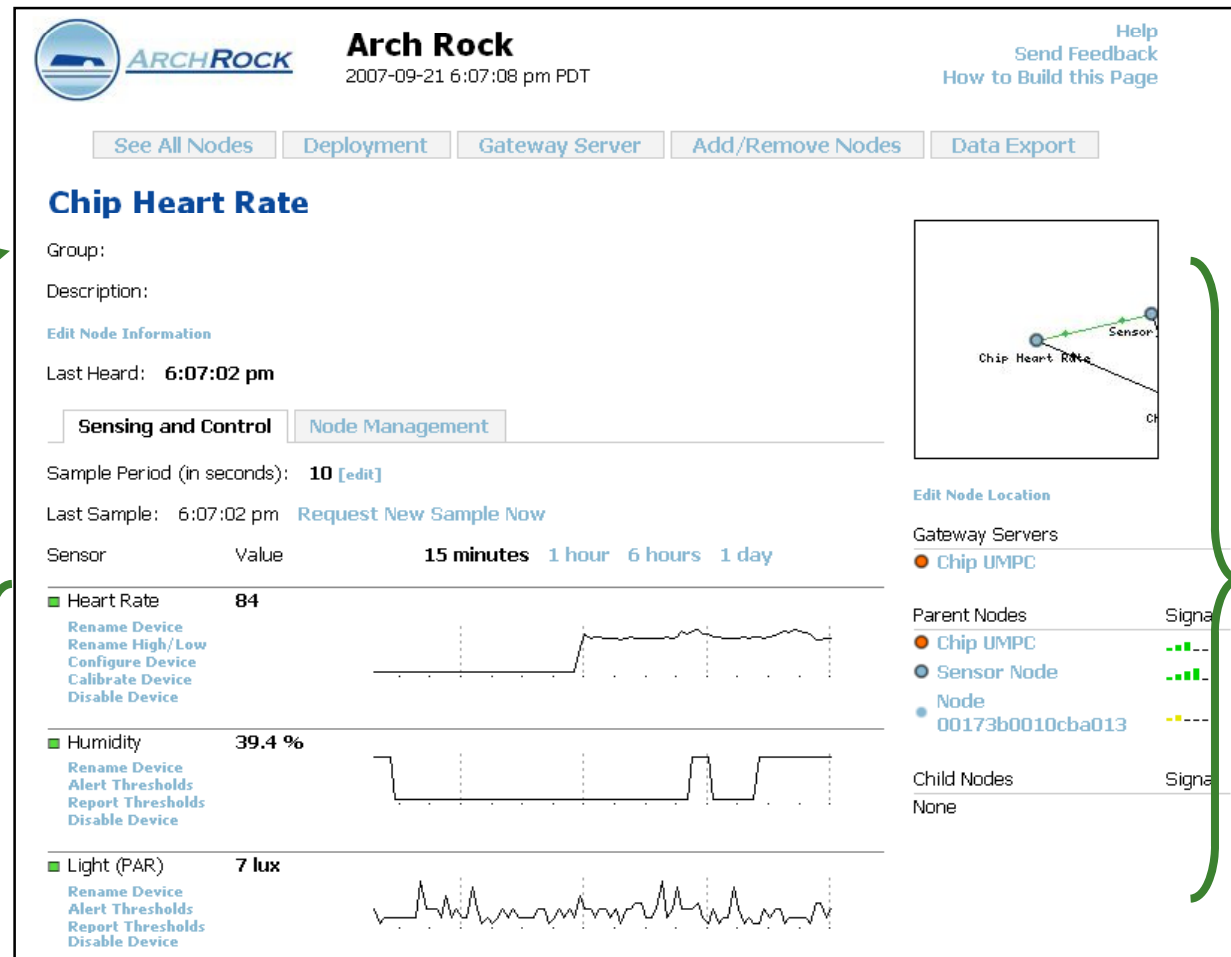 ARCHROCK
Arch Rock
2007-09-21 6:07:08 pm PDT
Help
Send Feedback
How to Build this Page
See All Nodes
Deployment
Gateway Server
Add/Remove Nodes
Data Export
Chip Heart Rate
Group:
Description:
Edit Node Information
Last Heard: 6:07:02 pm
Sensing and Control
Node Management
Sample Period (in seconds): 10 [edit]
Last Sample: 6:07:02 pm Request New Sample Now
Sensor Value 15 minutes 1 hour 6 hours 1 day
Heart Rate 84
Rename Device
Rename High/Low
Configure Device
Calibrate Device
Disable Device
Humidity 39.4 %
Rename Device
Alert Thresholds
Report Thresholds
Disable Device
Light (PAR) 7 lux
Rename Device
Alert Thresholds
Report Thresholds
Disable Device
Sensor
Chip Heart Rate
Ch
Edit Node Location
Gateway Servers
Chip UMPC
Parent Nodes Signa
Chip UMPC
Sensor Node
Node
00173b0010cba013
Child Nodes Signa
None